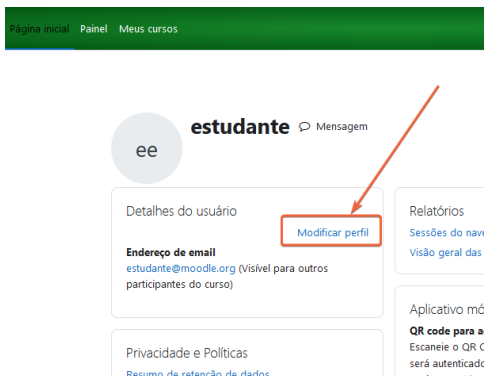 Página inicial Painel Meus cursos
estudante Mensagem
ee
Detalhes do usuário
Modificar perfil
Endereço de email
estudante@moodle.org (Visível para outros
participantes do curso)
Privacidade e Políticas
Resumo de retenção de dados
Relatórios
Sessões do nave
Visão geral das
Aplicativo mó
QR code para a
Escaneie o QR C
será autenticado